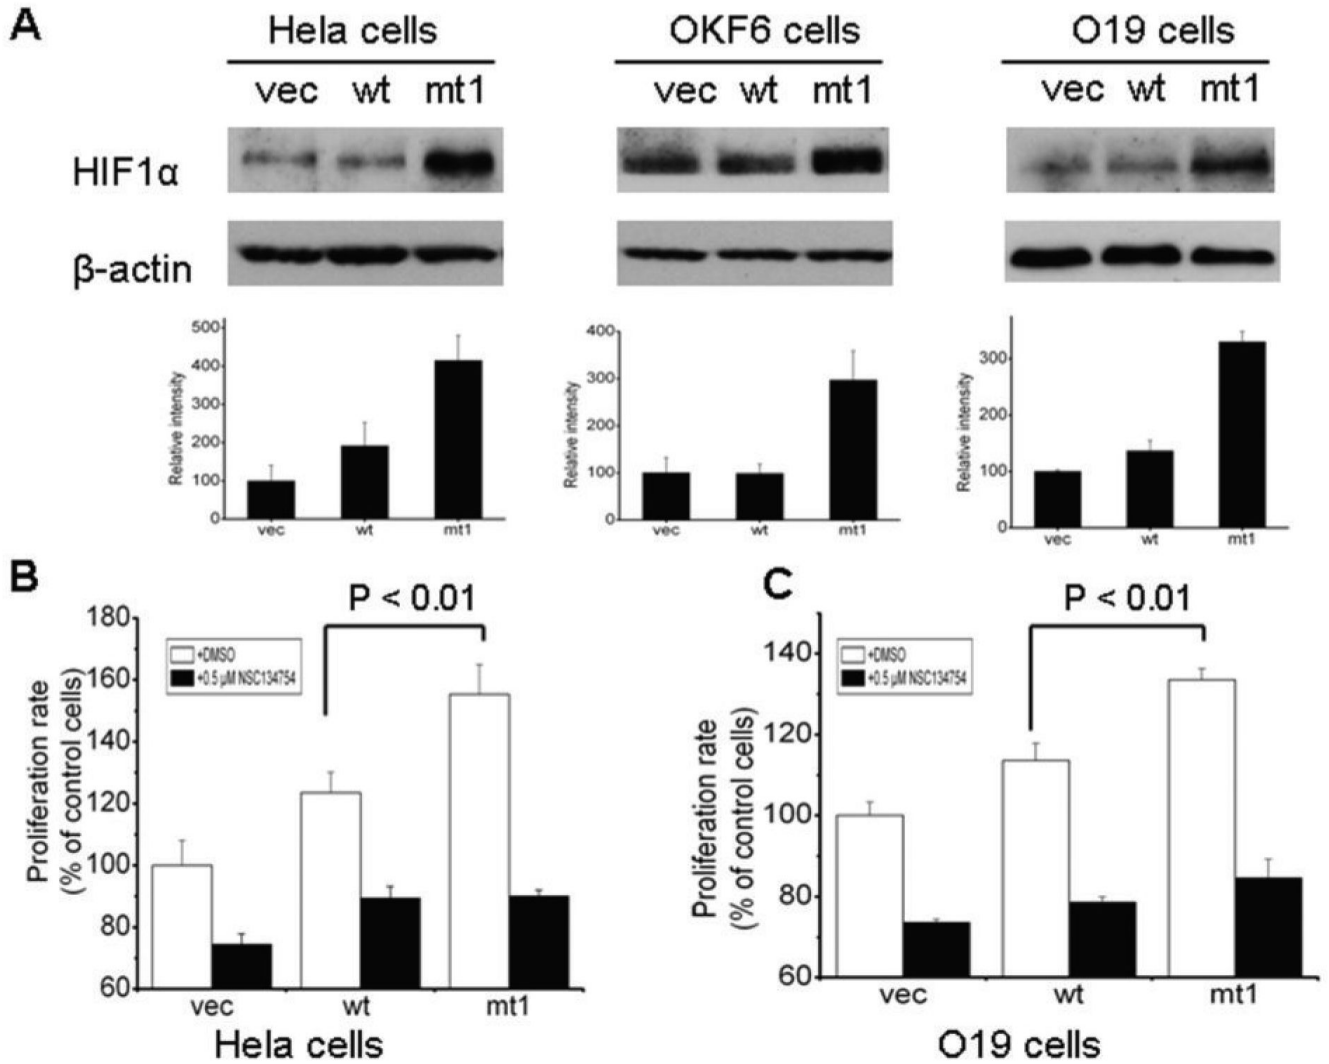 A
Hela cells
OKF6 cells
O19 cells
vec wt mt1
vec wt mt1
vec wt mt1
HIF1α
β-actin
Relative intensity
500
400
300
200
100
0
vec wt mt1
Relative intensity
400
300
200
100
0
vec wt mt1
Relative intensity
300
200
100
0
vec wt mt1
B
P < 0.01
+DMSO
+0.5 μM NSC134754
Proliferation rate
(% of control cells)
180
160
140
120
100
80
60
vec wt mt1
Hela cells
C
P < 0.01
+DMSO
+0.5 μM NSC134754
Proliferation rate
(% of control cells)
140
120
100
80
60
vec wt mt1
O19 cells